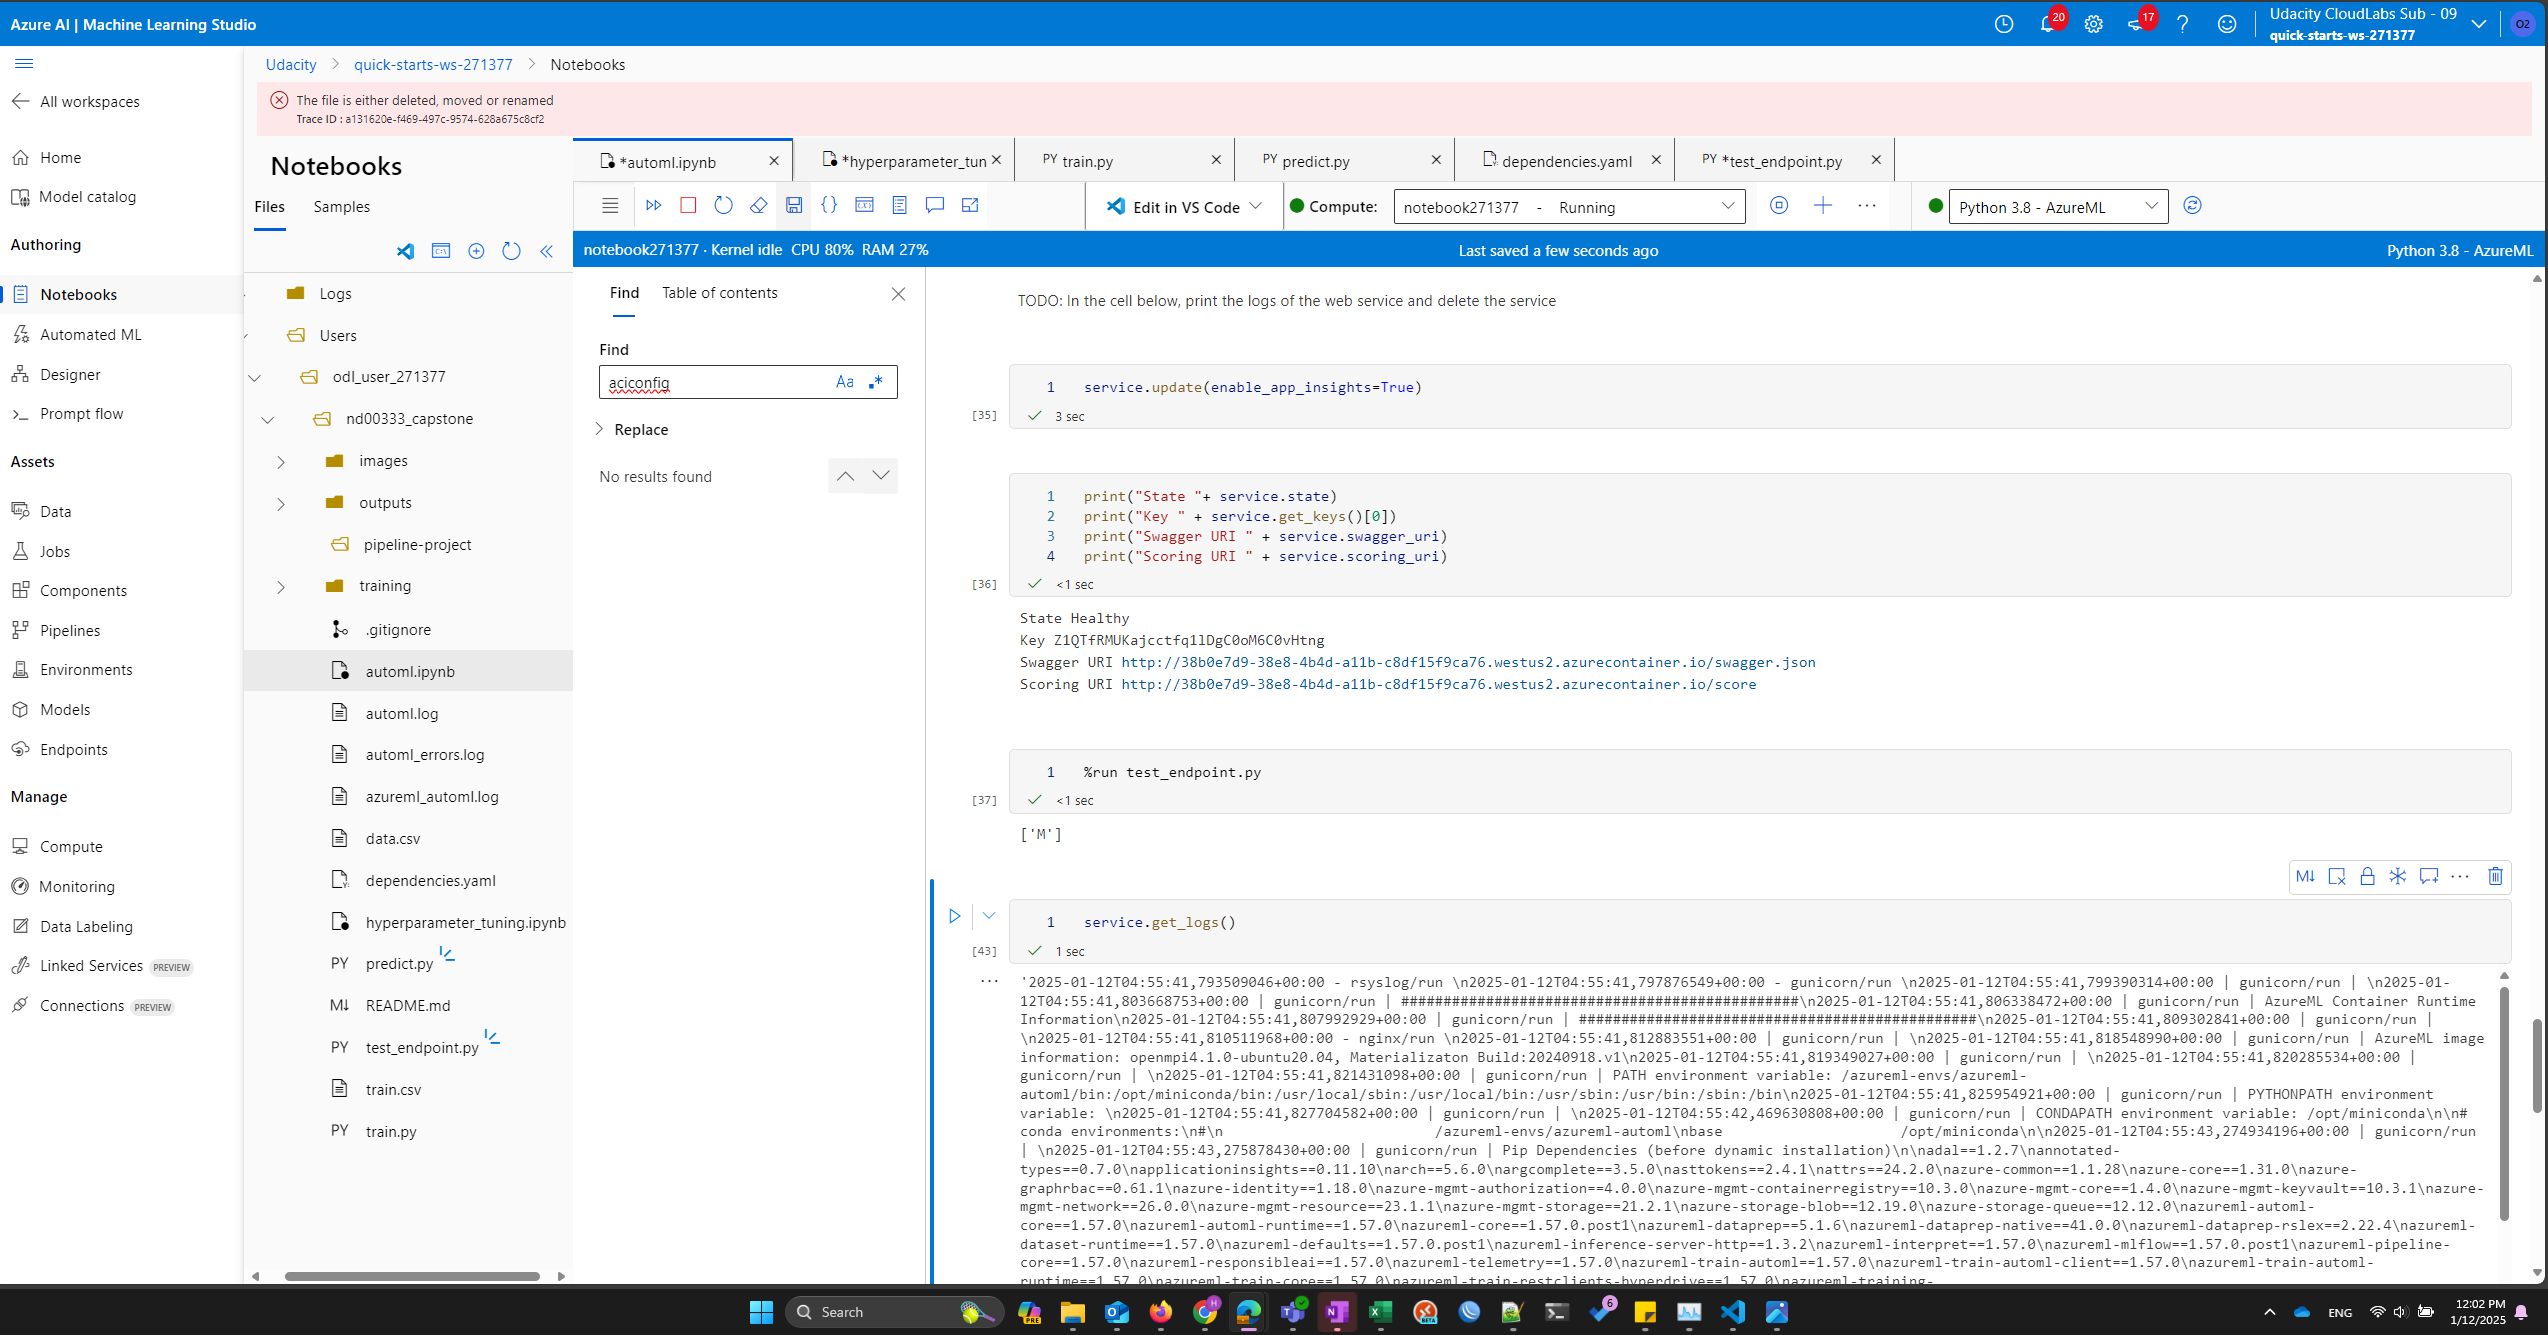 Azure AI | Machine Learning Studio
20
17
Udacity CloudLabs Sub - 09
quick-starts-ws-271377
O2
All workspaces
Home
Model catalog
Authoring
Notebooks
Automated ML
Designer
Prompt flow
Assets
Data
Jobs
Components
Pipelines
Environments
Models
Endpoints
Manage
Compute
Monitoring
Data Labeling
Linked Services PREVIEW
Connections PREVIEW
Udacity > quick-starts-ws-271377 > Notebooks
The file is either deleted, moved or renamed
Trace ID : a131620e-f469-497c-9574-628a675c8cf2
Notebooks
Files Samples
Logs
Users
odl_user_271377
nd00333_capstone
images
outputs
pipeline-project
training
.gitignore
automl.ipynb
automl.log
automl_errors.log
azureml_automl.log
data.csv
dependencies.yaml
hyperparameter_tuning.ipynb
PY predict.py
M↓ README.md
PY test_endpoint.py
train.csv
PY train.py
*automl.ipynb
*hyperparameter_tun
PY train.py
PY predict.py
dependencies.yaml
PY *test_endpoint.py
Edit in VS Code
Compute: notebook271377 - Running
Python 3.8 - AzureML
notebook271377 · Kernel idle CPU 80% RAM 27%
Last saved a few seconds ago
Python 3.8 - AzureML
Find Table of contents
Find
aciconfig Aa .*
Replace
No results found
TODO: In the cell below, print the logs of the web service and delete the service
1 service.update(enable_app_insights=True)
[35] 3 sec
1 print("State "+ service.state)
2 print("Key " + service.get_keys()[0])
3 print("Swagger URI " + service.swagger_uri)
4 print("Scoring URI " + service.scoring_uri)
[36] <1 sec
State Healthy
Key Z1QTfRMUKajcctfq1lDgC0oM6C0vHtng
Swagger URI http://38b0e7d9-38e8-4b4d-a11b-c8df15f9ca76.westus2.azurecontainer.io/swagger.json
Scoring URI http://38b0e7d9-38e8-4b4d-a11b-c8df15f9ca76.westus2.azurecontainer.io/score
1 %run test_endpoint.py
[37] <1 sec
['M']
M↓
1 service.get_logs()
[43] 1 sec
'2025-01-12T04:55:41,793509046+00:00 - rsyslog/run \n2025-01-12T04:55:41,797876549+00:00 - gunicorn/run \n2025-01-12T04:55:41,799390314+00:00 | gunicorn/run | \n2025-01-
12T04:55:41,803668753+00:00 | gunicorn/run | ###############################################\n2025-01-12T04:55:41,806338472+00:00 | gunicorn/run | AzureML Container Runtime
Information\n2025-01-12T04:55:41,807992929+00:00 | gunicorn/run | ###############################################\n2025-01-12T04:55:41,809302841+00:00 | gunicorn/run |
\n2025-01-12T04:55:41,810511968+00:00 - nginx/run \n2025-01-12T04:55:41,812883551+00:00 | gunicorn/run | \n2025-01-12T04:55:41,818548990+00:00 | gunicorn/run | AzureML image
information: openmpi4.1.0-ubuntu20.04, Materializaton Build:20240918.v1\n2025-01-12T04:55:41,819349027+00:00 | gunicorn/run | \n2025-01-12T04:55:41,820285534+00:00 |
gunicorn/run | \n2025-01-12T04:55:41,821431098+00:00 | gunicorn/run | PATH environment variable: /azureml-envs/azureml-
automl/bin:/opt/miniconda/bin:/usr/local/sbin:/usr/local/bin:/usr/sbin:/usr/bin:/sbin:/bin\n2025-01-12T04:55:41,825954921+00:00 | gunicorn/run | PYTHONPATH environment
variable: \n2025-01-12T04:55:41,827704582+00:00 | gunicorn/run | \n2025-01-12T04:55:42,469630808+00:00 | gunicorn/run | CONDAPATH environment variable: /opt/miniconda\n\n#
conda environments:\n#\n /azureml-envs/azureml-automl\nbase /opt/miniconda\n\n2025-01-12T04:55:43,274934196+00:00 | gunicorn/run
| \n2025-01-12T04:55:43,275878430+00:00 | gunicorn/run | Pip Dependencies (before dynamic installation)\n\nadal==1.2.7\nannotated-
types==0.7.0\napplicationinsights==0.11.10\narch==5.6.0\nargcomplete==3.5.0\nasttokens==2.4.1\nattrs==24.2.0\nazure-common==1.1.28\nazure-core==1.31.0\nazure-
graphrbac==0.61.1\nazure-identity==1.18.0\nazure-mgmt-authorization==4.0.0\nazure-mgmt-containerregistry==10.3.0\nazure-mgmt-core==1.4.0\nazure-mgmt-keyvault==10.3.1\nazure-
mgmt-network==26.0.0\nazure-mgmt-resource==23.1.1\nazure-mgmt-storage==21.2.1\nazure-storage-blob==12.19.0\nazure-storage-queue==12.12.0\nazureml-automl-
core==1.57.0\nazureml-automl-runtime==1.57.0\nazureml-core==1.57.0.post1\nazureml-dataprep==5.1.6\nazureml-dataprep-native==41.0.0\nazureml-dataprep-rslex==2.22.4\nazureml-
dataset-runtime==1.57.0\nazureml-defaults==1.57.0.post1\nazureml-inference-server-http==1.3.2\nazureml-interpret==1.57.0\nazureml-mlflow==1.57.0.post1\nazureml-pipeline-
core==1.57.0\nazureml-responsibleai==1.57.0\nazureml-telemetry==1.57.0\nazureml-train-automl==1.57.0\nazureml-train-automl-client==1.57.0\nazureml-train-automl-
runtime==1.57.0\nazureml-train-core==1.57.0\nazureml-train-restclients-hyperdrive==1.57.0\nazureml-training-
Search
PRE
BETA
6
ENG
12:02 PM
1/12/2025